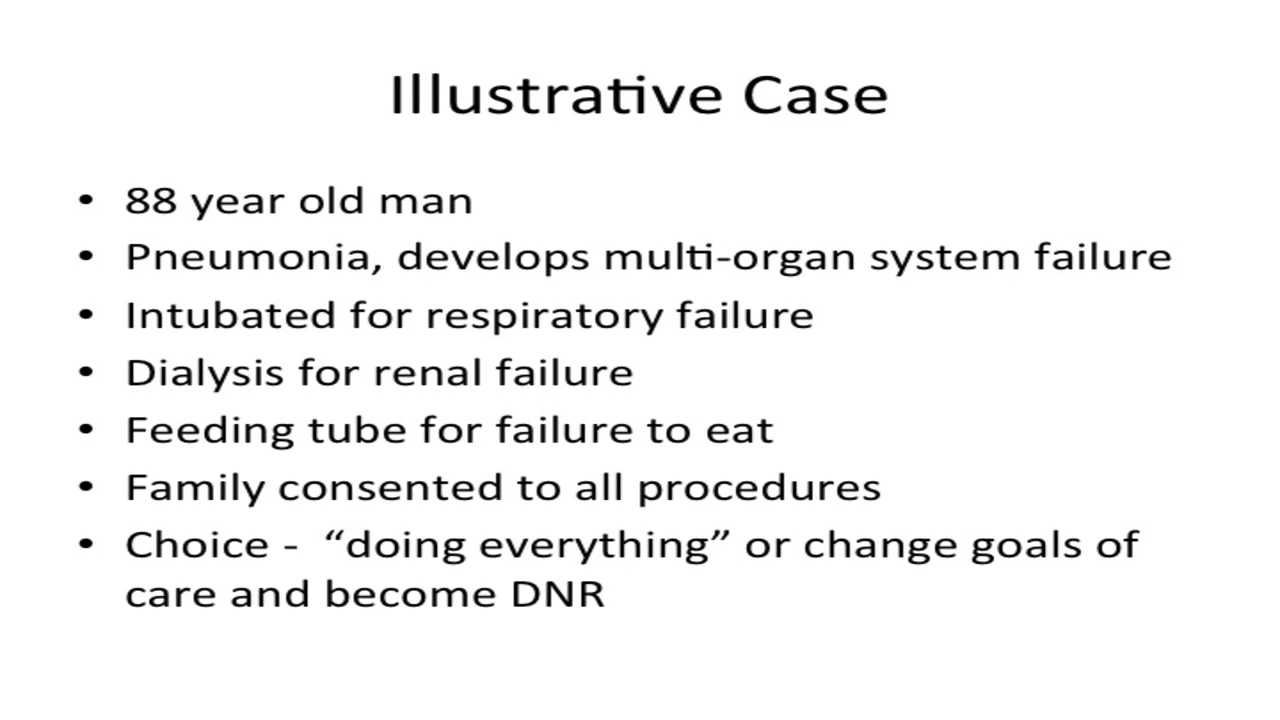 Illustrative Case
• 88 year old man
• Pneumonia, develops multi-organ system failure
• Intubated for respiratory failure
• Dialysis for renal failure
• Feeding tube for failure to eat
• Family consented to all procedures
• Choice - “doing everything” or change goals of
care and become DNR